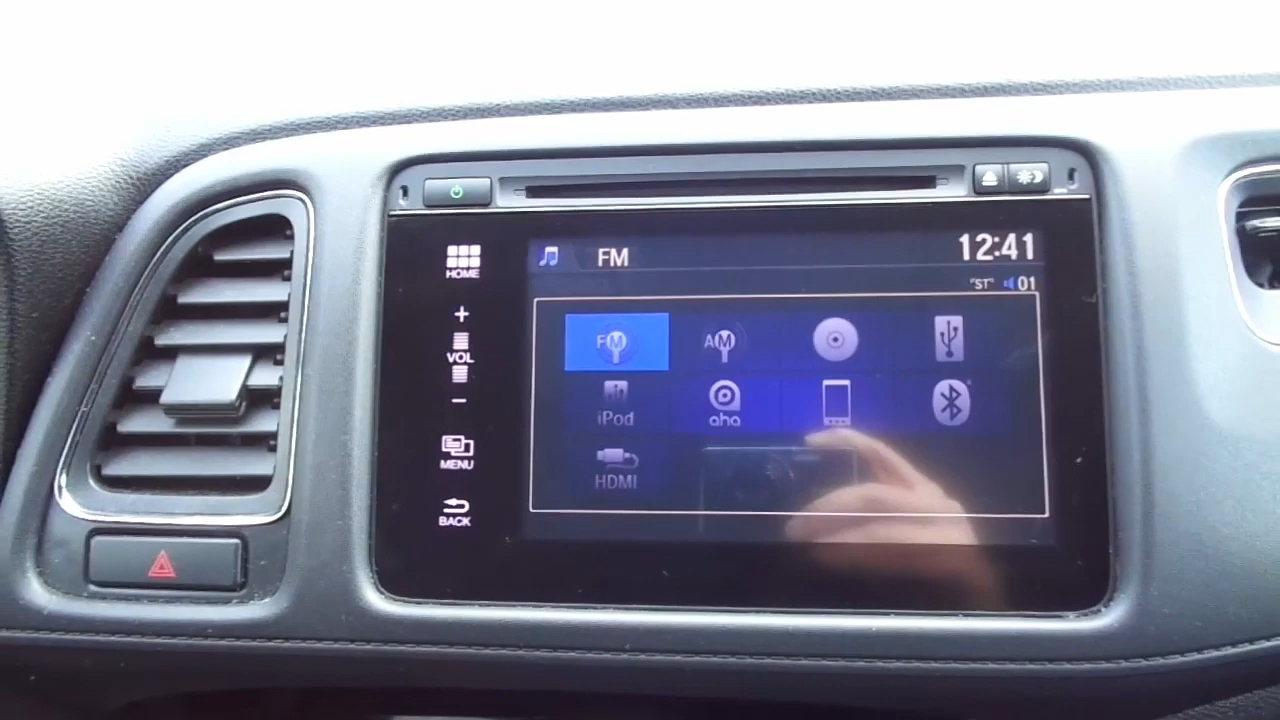 HOME
+
VOL
−
MENU
BACK
FM
12:41
"ST" 01
FM
AM
iPod
aha
HDMI